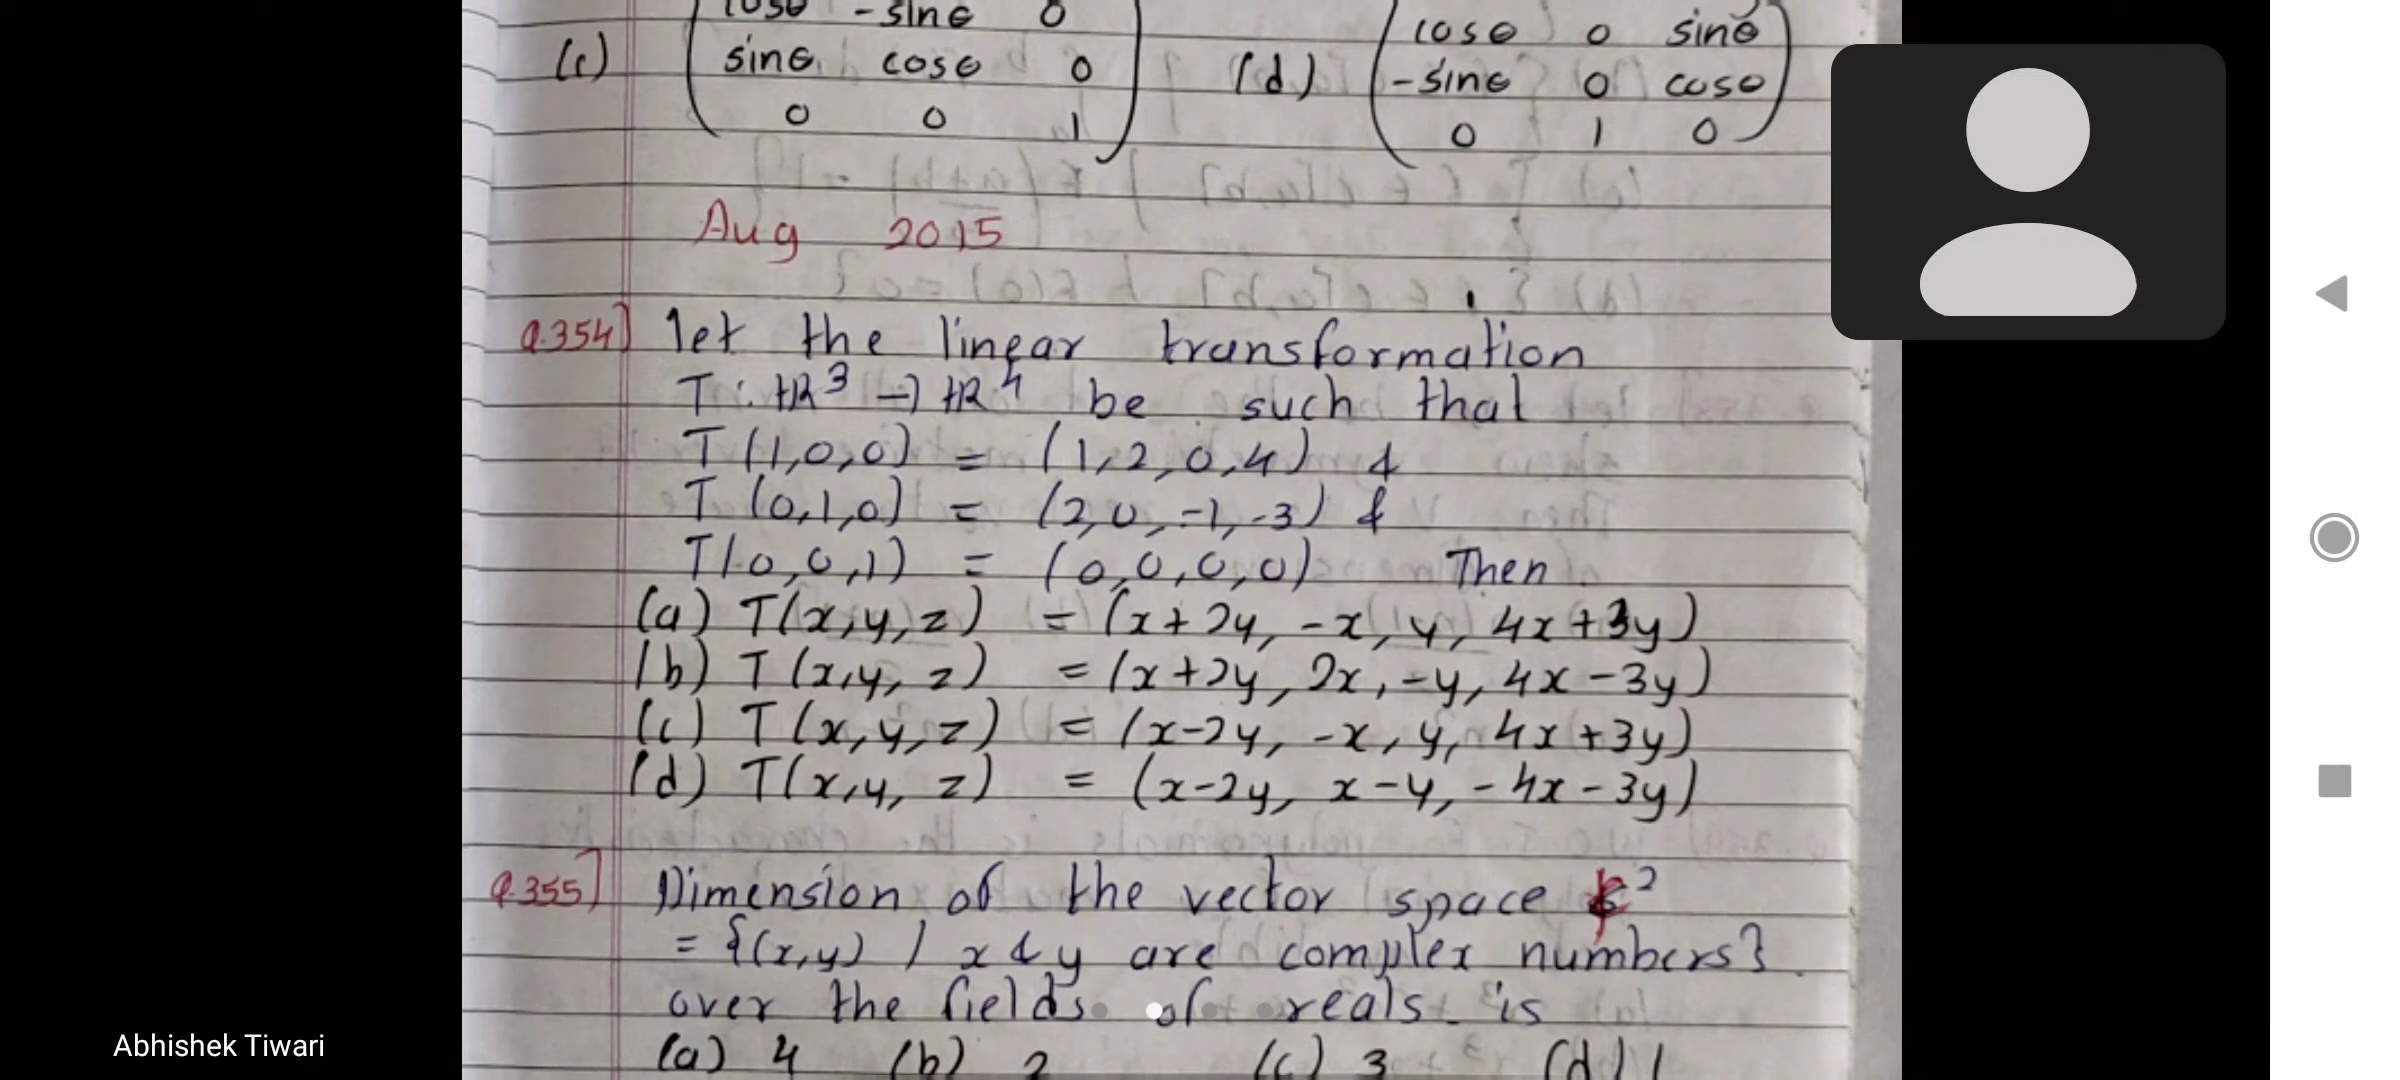 cosθ -sinθ 0
(c) sinθ cosθ 0
0 0 1
cosθ 0 sinθ
(d) -sinθ 0 cosθ
0 1 0
Aug 2015
Q.354] let the linear transformation
T : ℝ³ → ℝ⁴ be such that
T (1,0,0) = (1,2,0,4) &
T (0,1,0) = (2,0,-1,-3) &
T(0,0,1) = (0,0,0,0) Then
(a) T(x,y,z) = (x+2y, -x, y, 4x+3y)
(b) T(x,y, z) = (x+2y, 2x, -y, 4x-3y)
(c) T(x,y,z) = (x-2y, -x, y, 4x+3y)
(d) T(x,y, z) = (x-2y, x-y, -4x-3y)
Q.355] Dimension of the vector space ²
= {(x,y) / x & y are complex numbers}
over the fields of reals is
(a) 4 (b) 2 (c) 3 (d) 1
Abhishek Tiwari